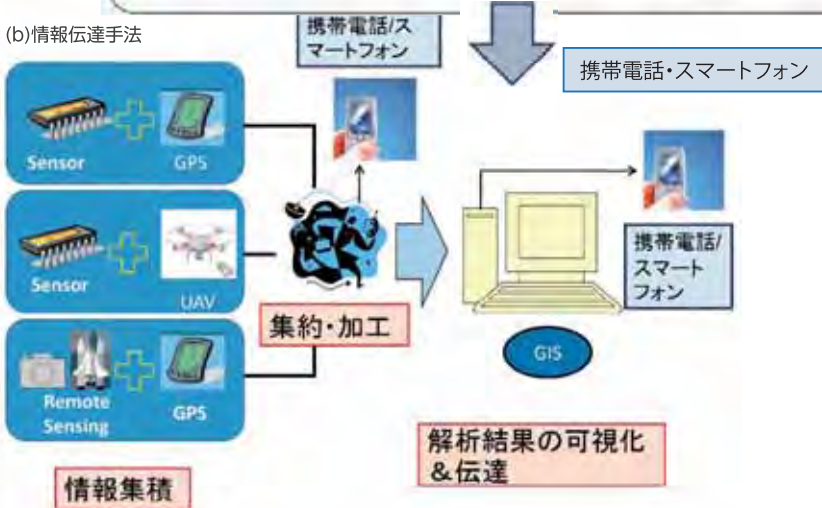 (b)情報伝達手法
携帯電話/ス
マートフォン
携帯電話・スマートフォン
Sensor
GPS
Sensor
UAV
Remote
Sensing
GPS
集約・加工
携帯電話/
スマート
フォン
GIS
情報集積
解析結果の可視化
&伝達